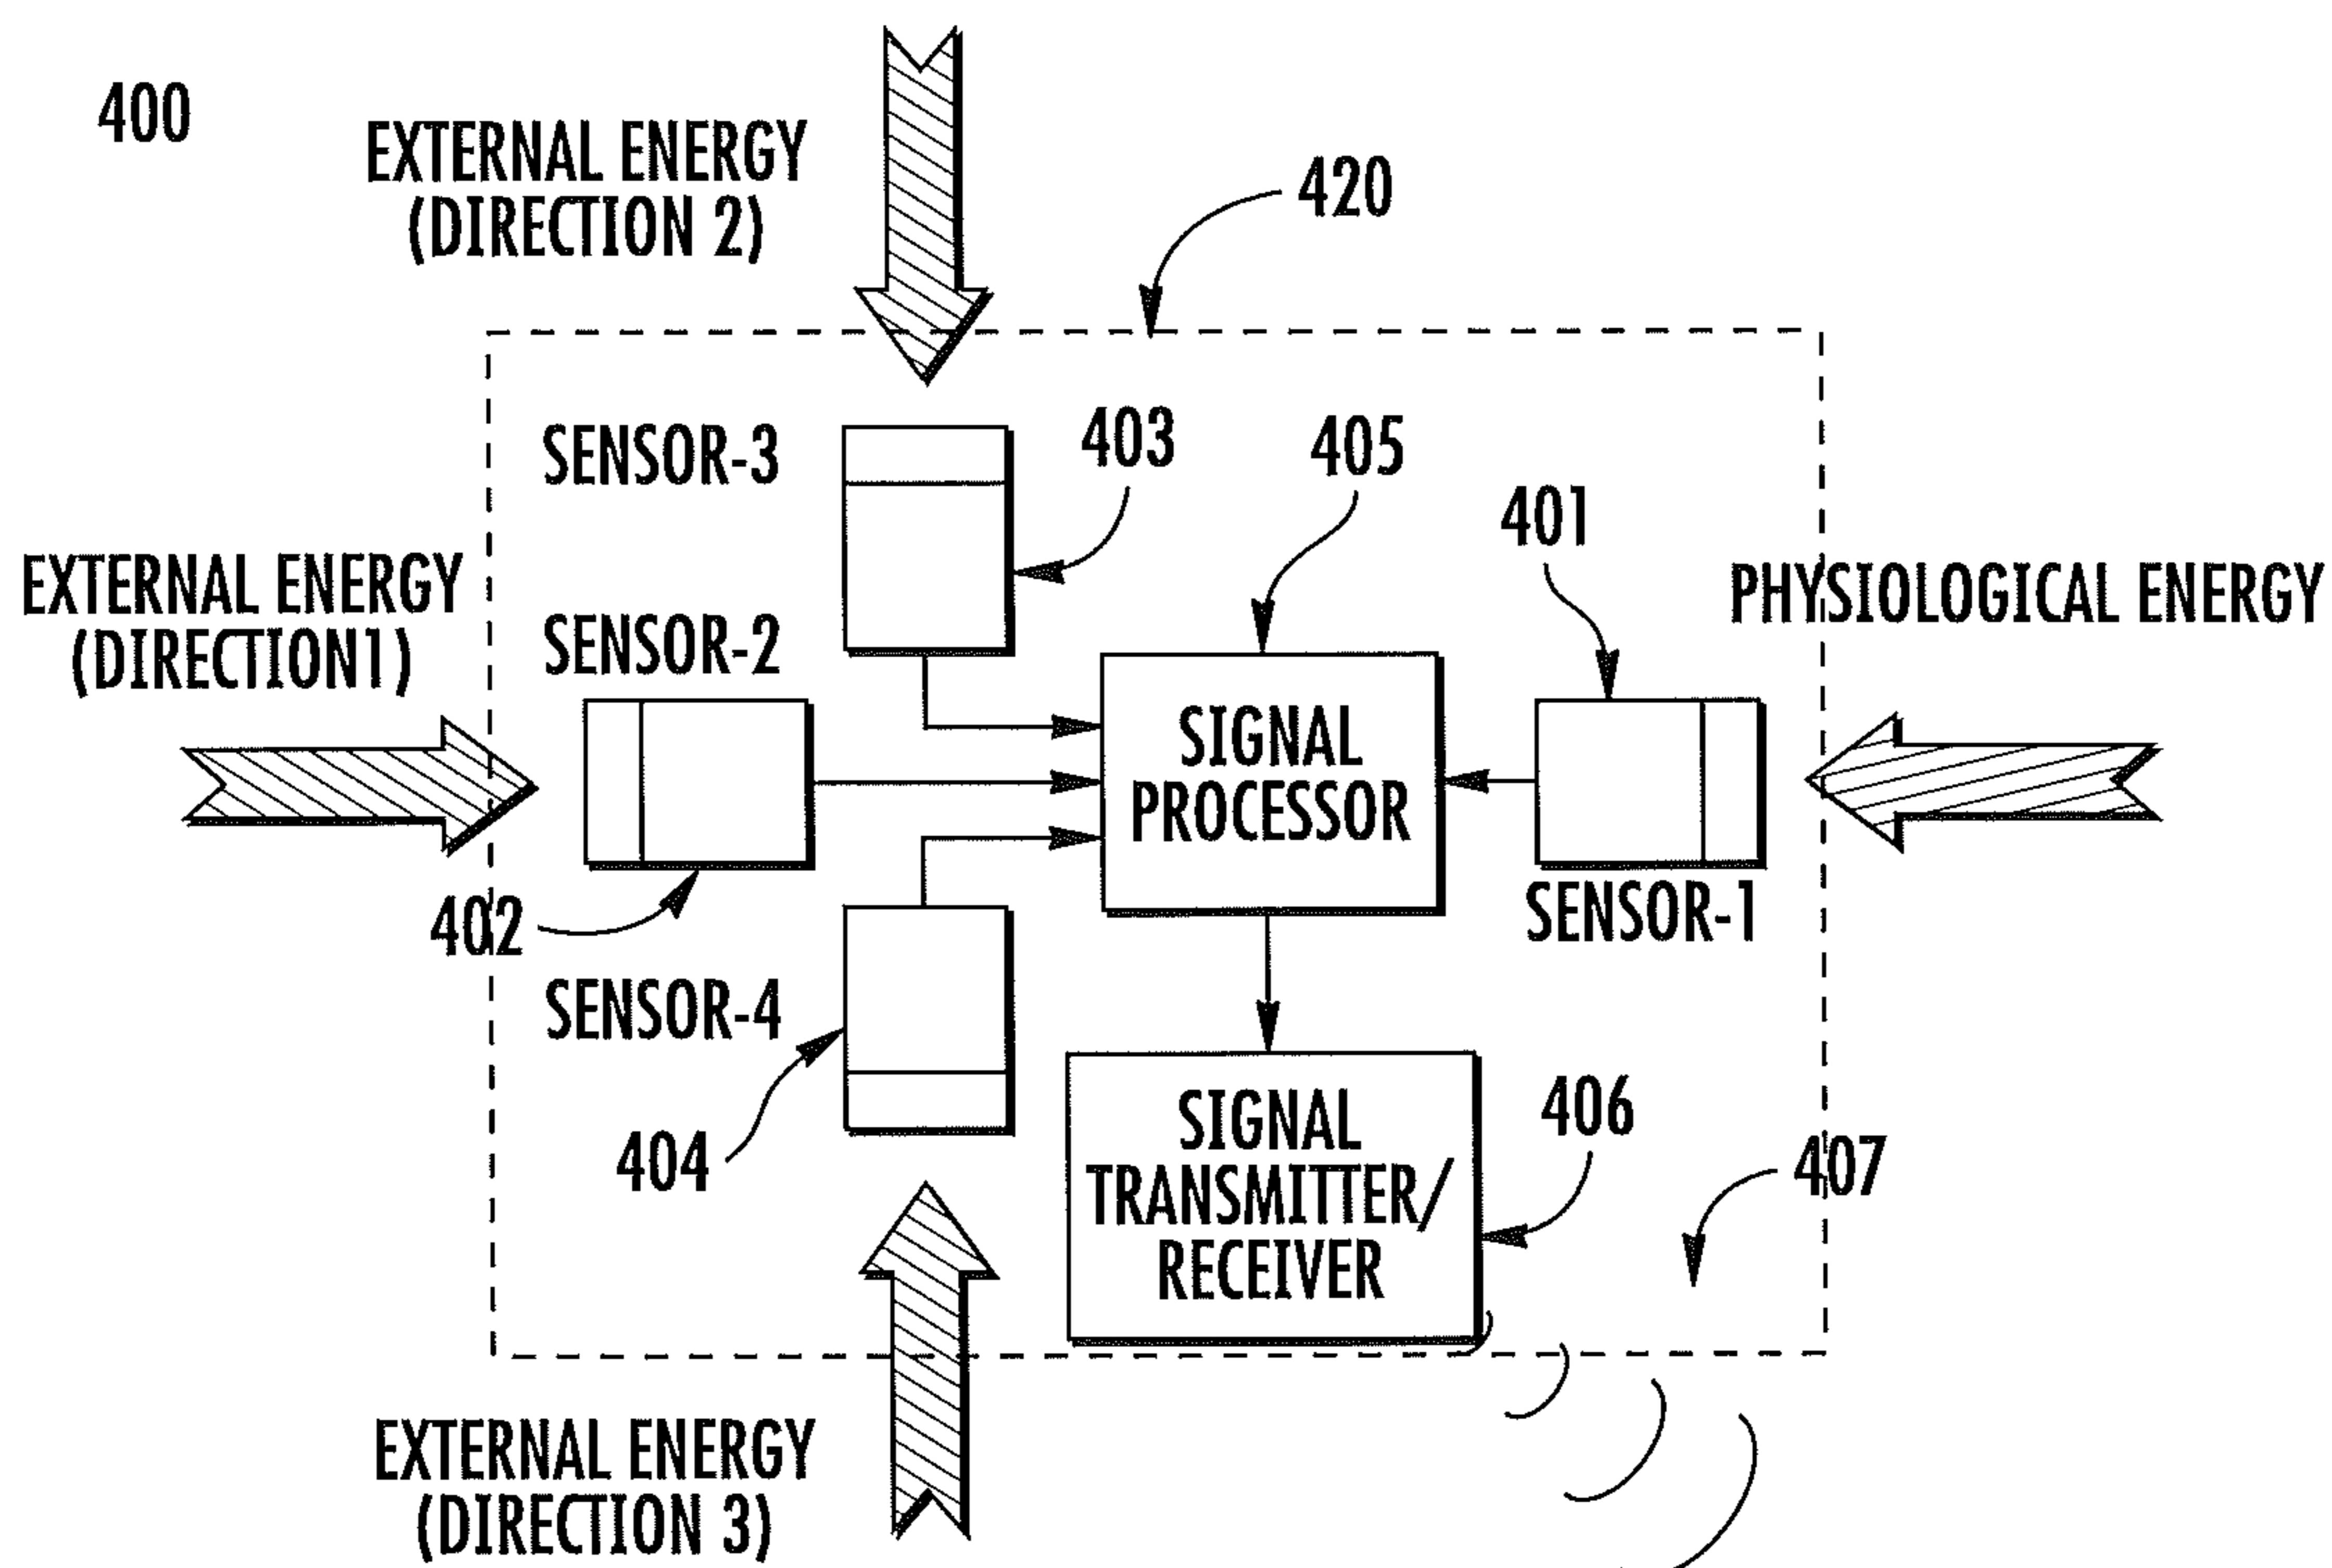 400
EXTERNAL ENERGY
(DIRECTION 2)
420
SENSOR-3
403
405
401
EXTERNAL ENERGY
(DIRECTION1)
SENSOR-2
PHYSIOLOGICAL ENERGY
SIGNAL
PROCESSOR
402
SENSOR-1
SENSOR-4
404
SIGNAL
TRANSMITTER/
RECEIVER
406
407
EXTERNAL ENERGY
(DIRECTION 3)